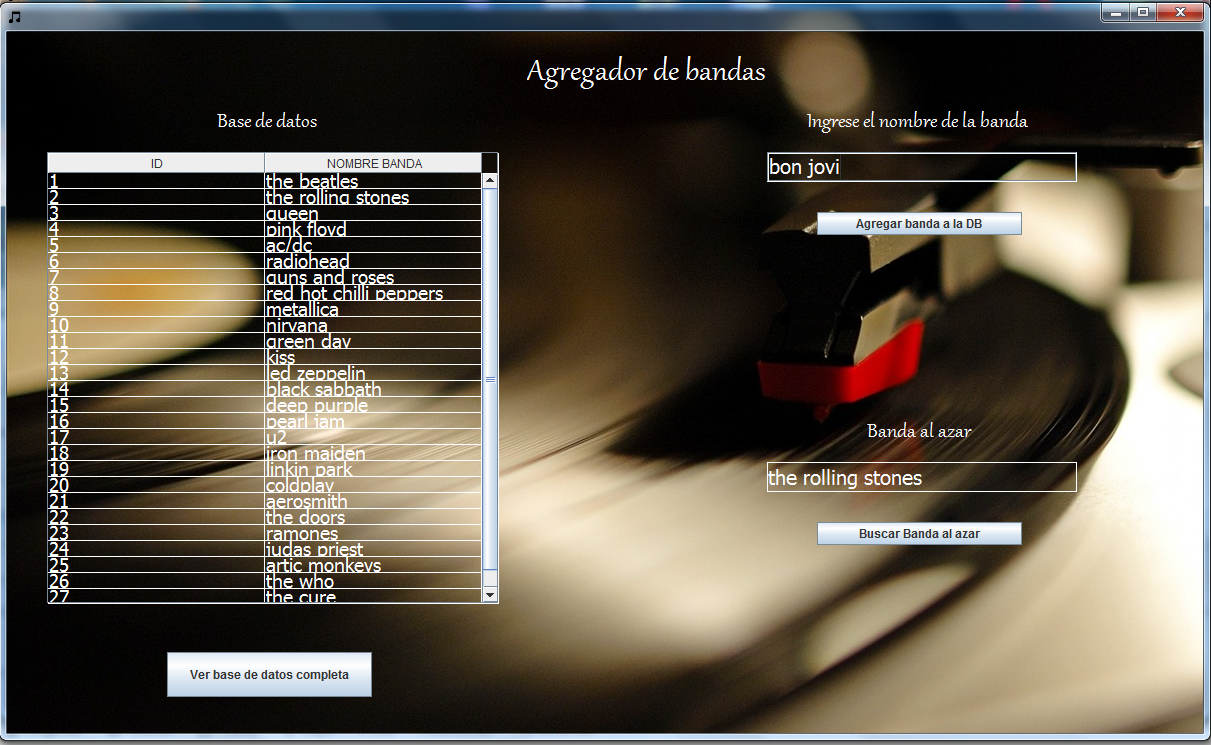 Agregador de bandas
Base de datos
ID NOMBRE BANDA
1 the beatles
2 the rolling stones
3 queen
4 pink floyd
5 ac/dc
6 radiohead
7 guns and roses
8 red hot chilli peppers
9 metallica
10 nirvana
11 green day
12 kiss
13 led zeppelin
14 black sabbath
15 deep purple
16 pearl jam
17 u2
18 iron maiden
19 linkin park
20 coldplay
21 aerosmith
22 the doors
23 ramones
24 judas priest
25 artic monkeys
26 the who
27 the cure
Ver base de datos completa
Ingrese el nombre de la banda
bon jovi
Agregar banda a la DB
Banda al azar
the rolling stones
Buscar Banda al azar